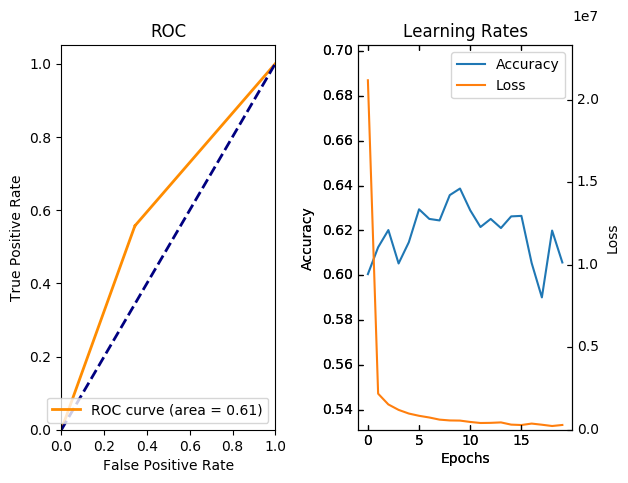 ROC
1.0
0.8
0.6
0.4
0.2
0.0
True Positive Rate
0.0 0.2 0.4 0.6 0.8 1.0
False Positive Rate
ROC curve (area = 0.61)
Learning Rates
1e7
0.70
0.68
0.66
0.64
0.62
0.60
0.58
0.56
0.54
Accuracy
Accuracy
Loss
2.0
1.5
1.0
0.5
0.0
Loss
0 5 10 15
Epochs